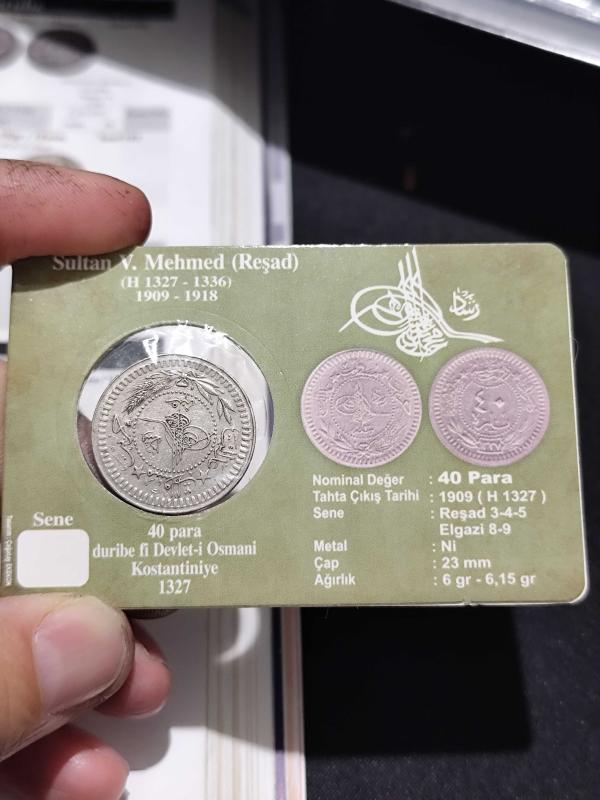 Sultan V. Mehmed (Reşad)
(H 1327 - 1336)
1909 - 1918
رشاد
٤٠
Nominal Değer : 40 Para
Tahta Çıkış Tarihi : 1909 ( H 1327 )
Sene : Reşad 3-4-5
Elgazi 8-9
Metal : Ni
Çap : 23 mm
Ağırlık : 6 gr - 6,15 gr
Sene
40 para
duribe fi Devlet-i Osmani
Kostantiniye
1327